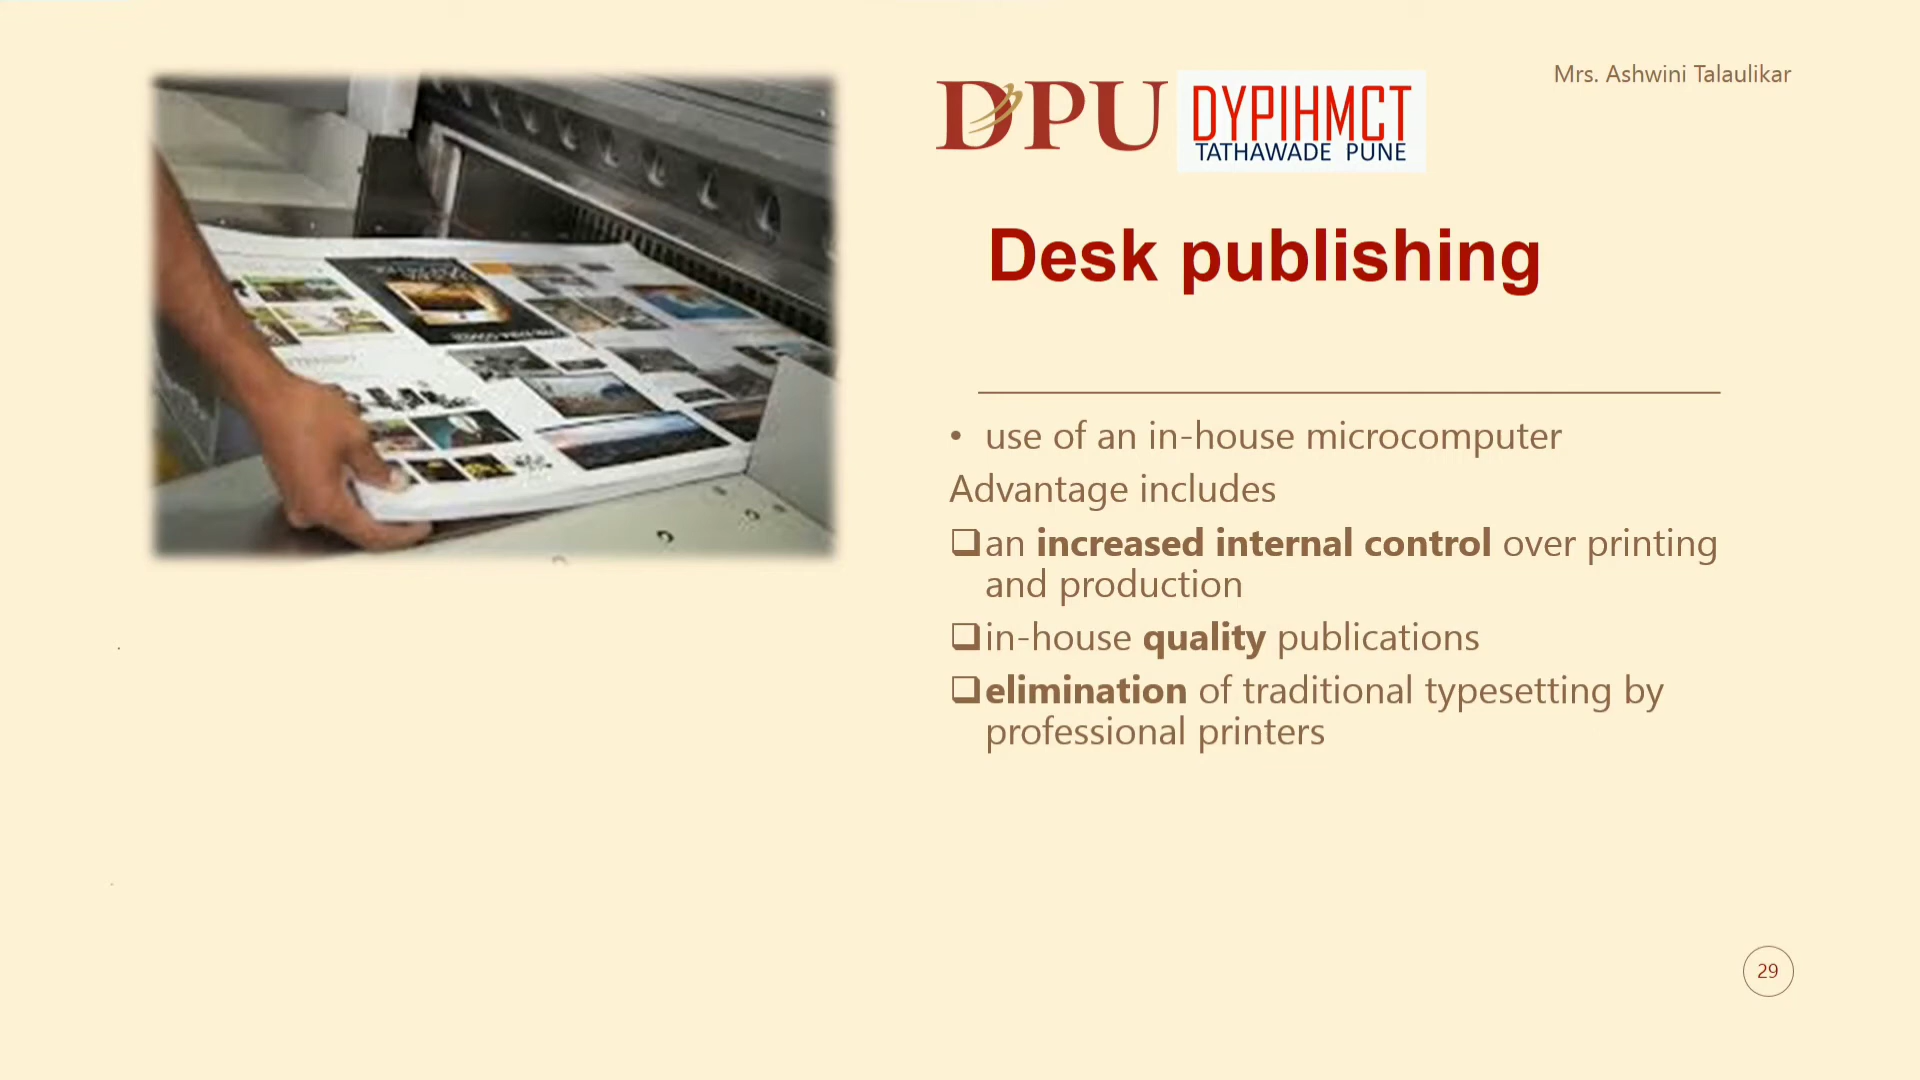 Mrs. Ashwini Talaulikar
DPU
DYPIHMCT
TATHAWADE PUNE
Desk publishing
• use of an in-house microcomputer
Advantage includes
❑an increased internal control over printing
and production
❑in-house quality publications
❑elimination of traditional typesetting by
professional printers
29